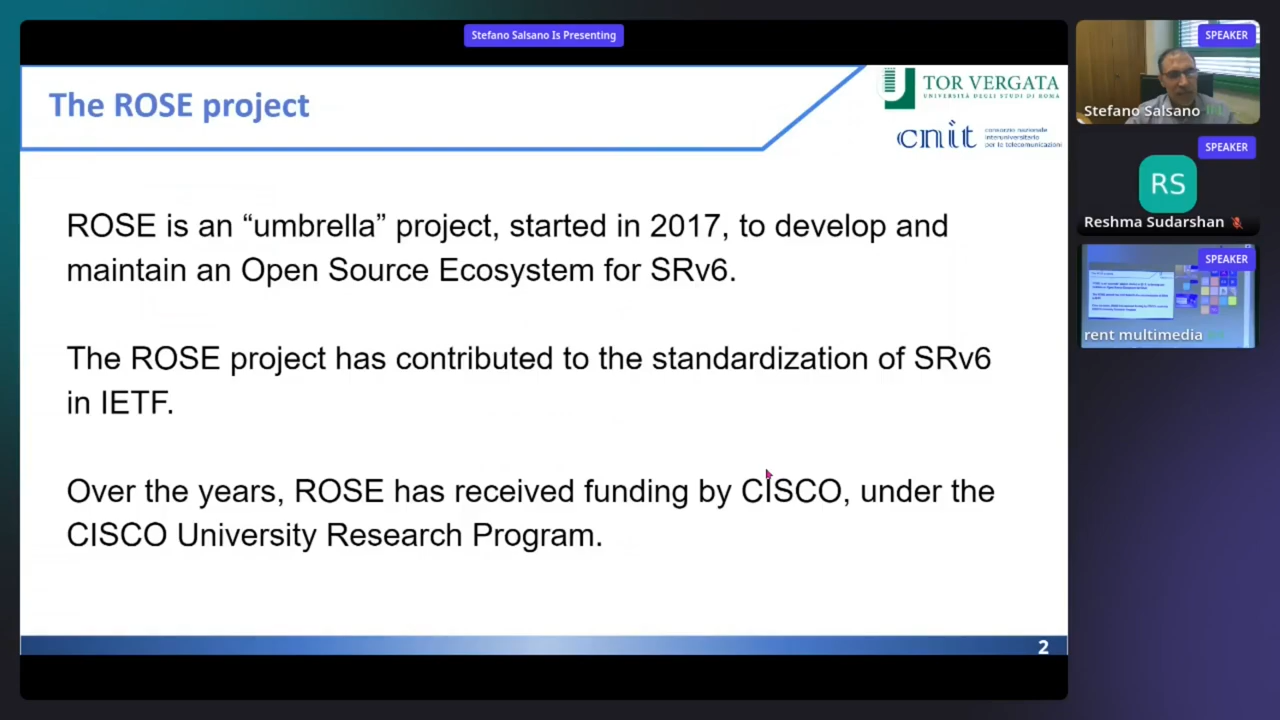 Stefano Salsano Is Presenting
The ROSE project
TOR VERGATA
UNIVERSITÀ DEGLI STUDI DI ROMA
cnit
consorzio nazionale
interuniversitario
per le telecomunicazioni
ROSE is an “umbrella” project, started in 2017, to develop and
maintain an Open Source Ecosystem for SRv6.
The ROSE project has contributed to the standardization of SRv6
in IETF.
Over the years, ROSE has received funding by CISCO, under the
CISCO University Research Program.
2
SPEAKER
Stefano Salsano
SPEAKER
RS
Reshma Sudarshan
SPEAKER
rent multimedia